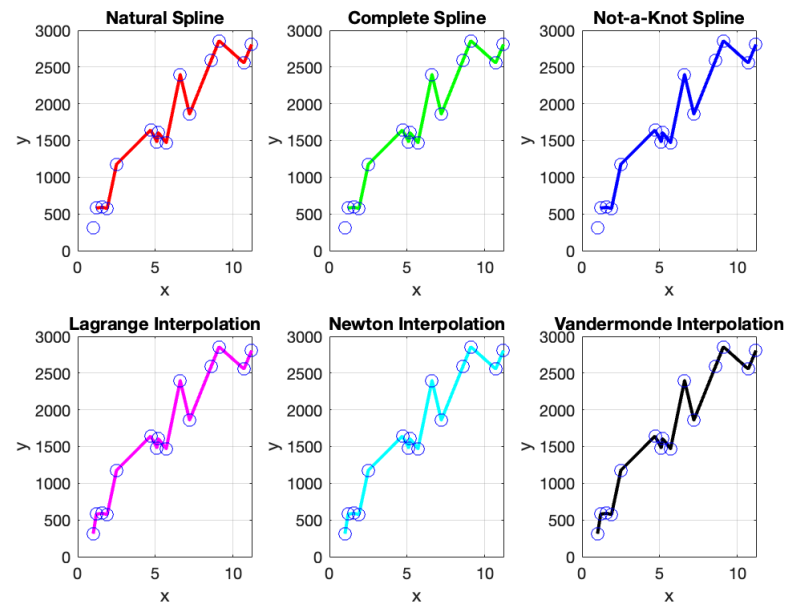 Natural Spline
3000
2500
2000
1500
1000
500
0
y
0 5 10
x
Complete Spline
3000
2500
2000
1500
1000
500
0
y
0 5 10
x
Not-a-Knot Spline
3000
2500
2000
1500
1000
500
0
y
0 5 10
x
Lagrange Interpolation
3000
2500
2000
1500
1000
500
0
y
0 5 10
x
Newton Interpolation
3000
2500
2000
1500
1000
500
0
y
0 5 10
x
Vandermonde Interpolation
3000
2500
2000
1500
1000
500
0
y
0 5 10
x